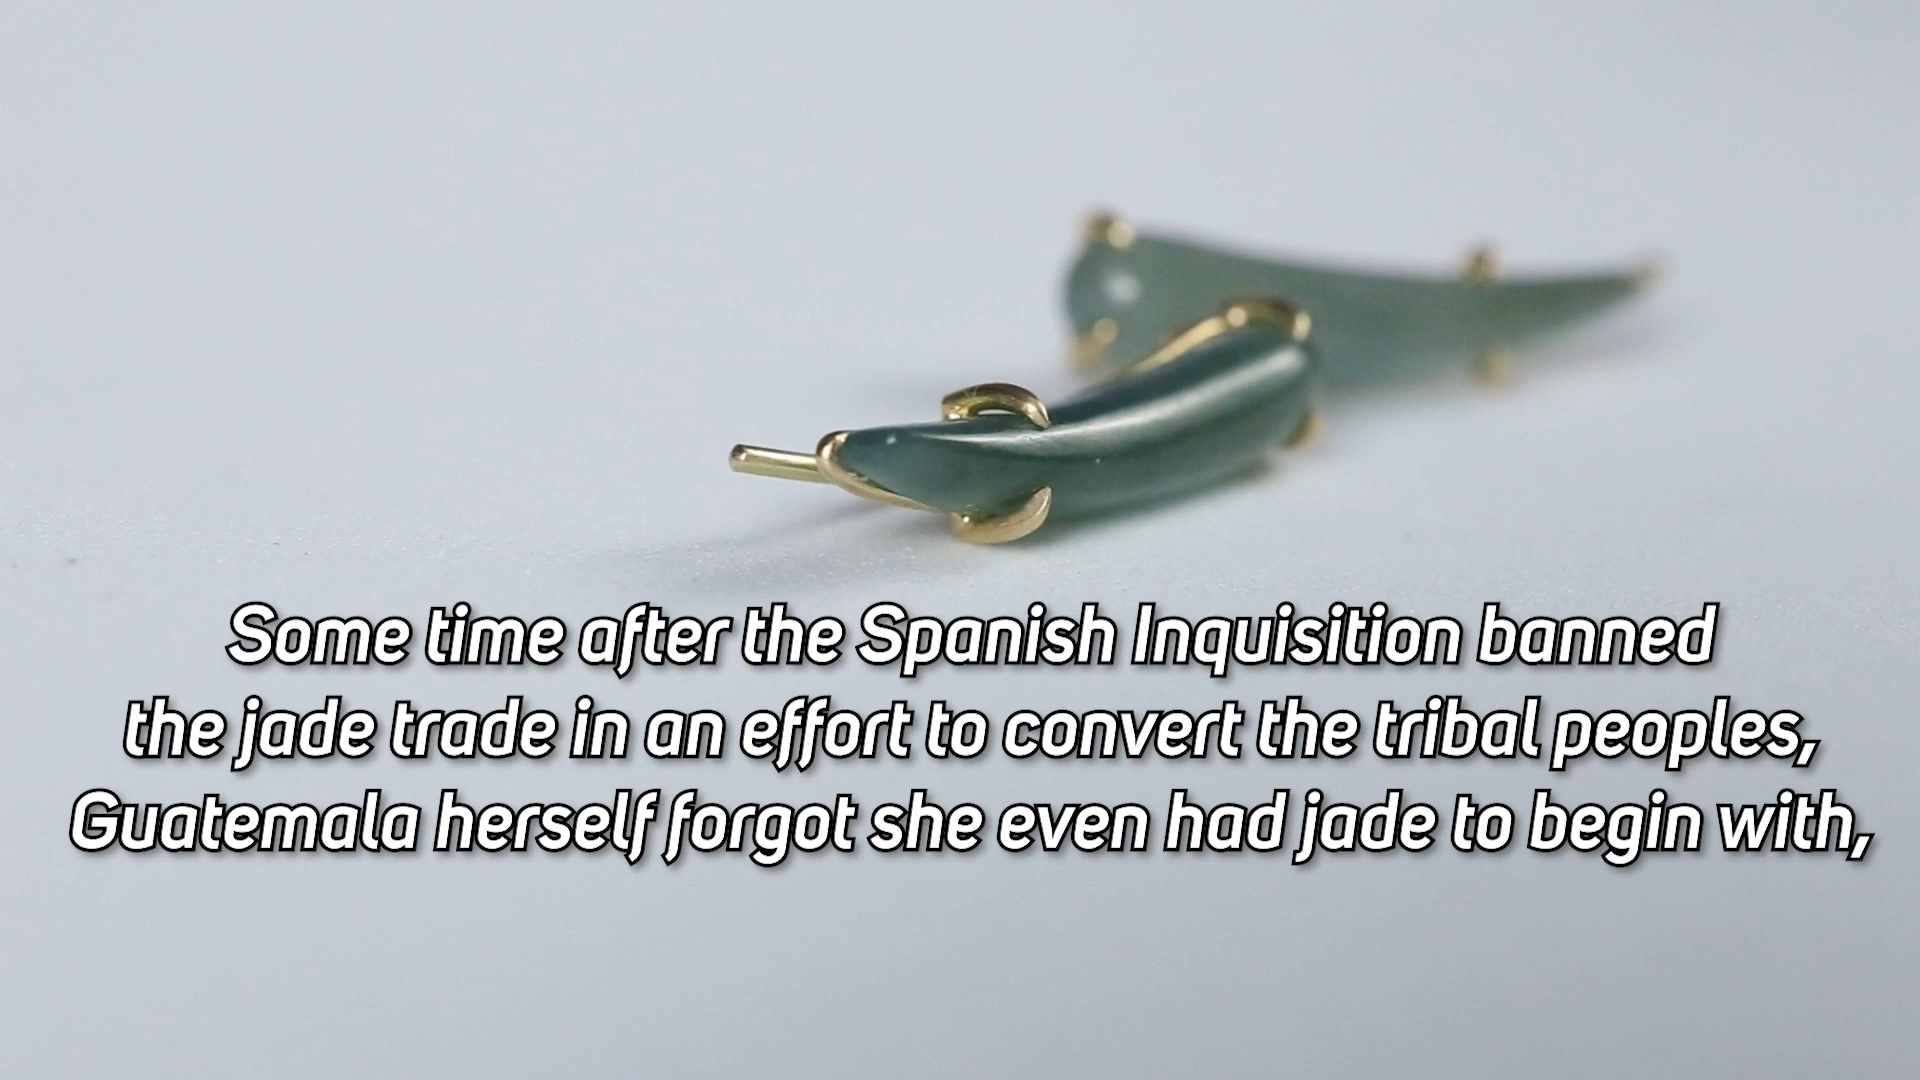 Some time after the Spanish Inquisition banned
the jade trade in an effort to convert the tribal peoples,
Guatemala herself forgot she even had jade to begin with,